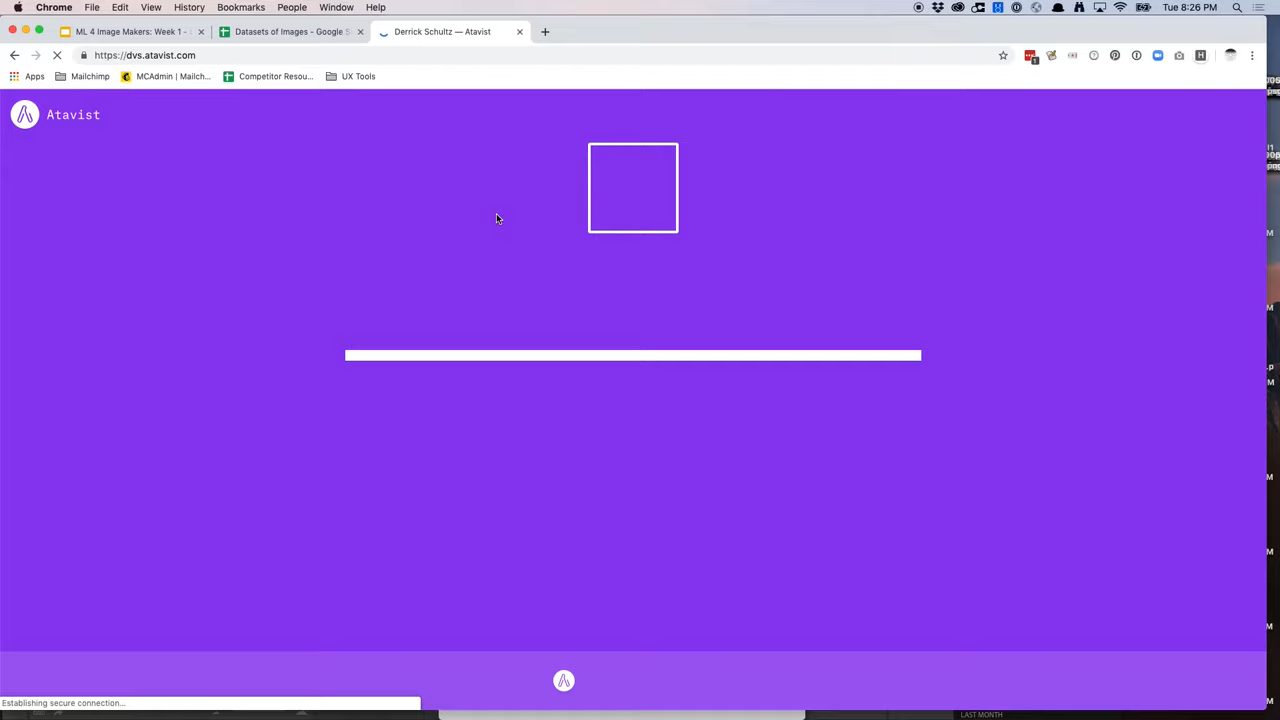 Chrome File Edit View History Bookmarks People Window Help Tue 8:26 PM
ML 4 Image Makers: Week 1 - Datasets of Images - Google S Derrick Schultz — Atavist
https://dvs.atavist.com
Apps Mailchimp MCAdmin | Mailch... Competitor Resou... UX Tools
Atavist
Establishing secure connection...
LAST MONTH